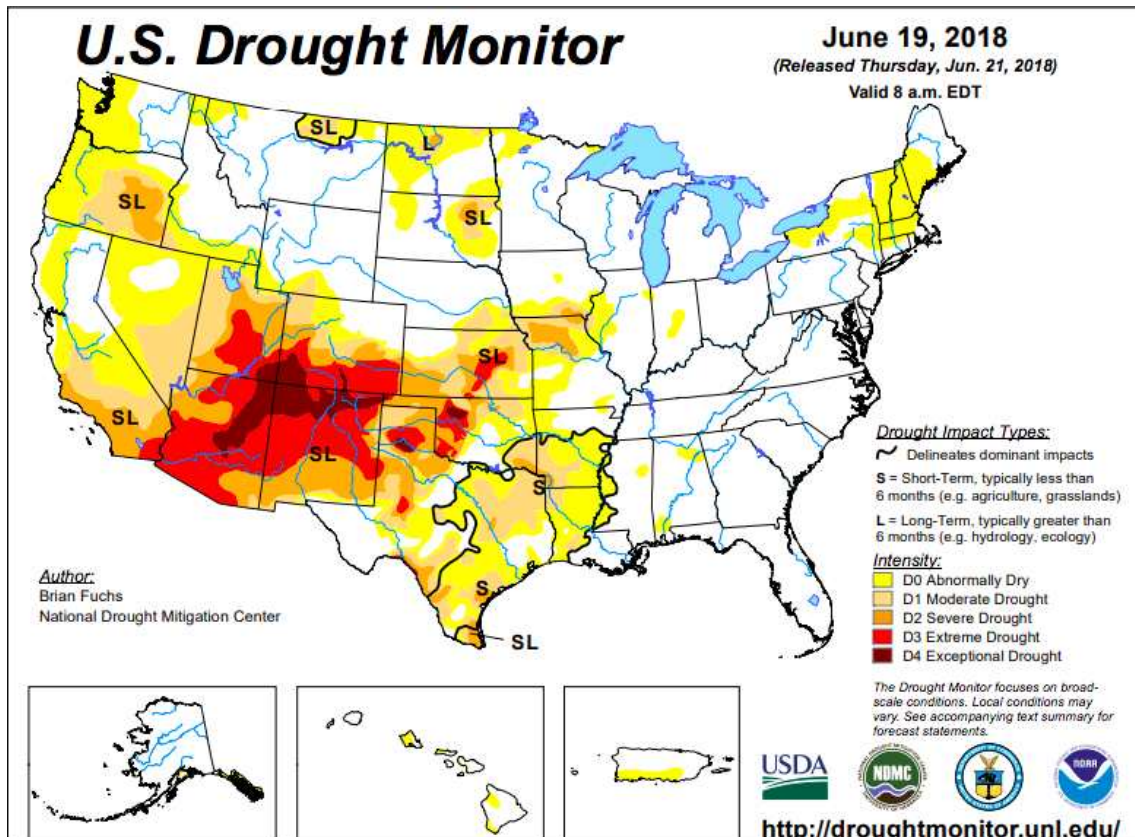 U.S. Drought Monitor
June 19, 2018
(Released Thursday, Jun. 21, 2018)
Valid 8 a.m. EDT
SL
L
SL
SL
SL
SL
SL
S
S
SL
Drought Impact Types:
Delineates dominant impacts
S = Short-Term, typically less than
6 months (e.g. agriculture, grasslands)
L = Long-Term, typically greater than
6 months (e.g. hydrology, ecology)
Intensity:
D0 Abnormally Dry
D1 Moderate Drought
D2 Severe Drought
D3 Extreme Drought
D4 Exceptional Drought
Author:
Brian Fuchs
National Drought Mitigation Center
The Drought Monitor focuses on broad-
scale conditions. Local conditions may
vary. See accompanying text summary for
forecast statements.
USDA
NDMC
NOAA
http://droughtmonitor.unl.edu/